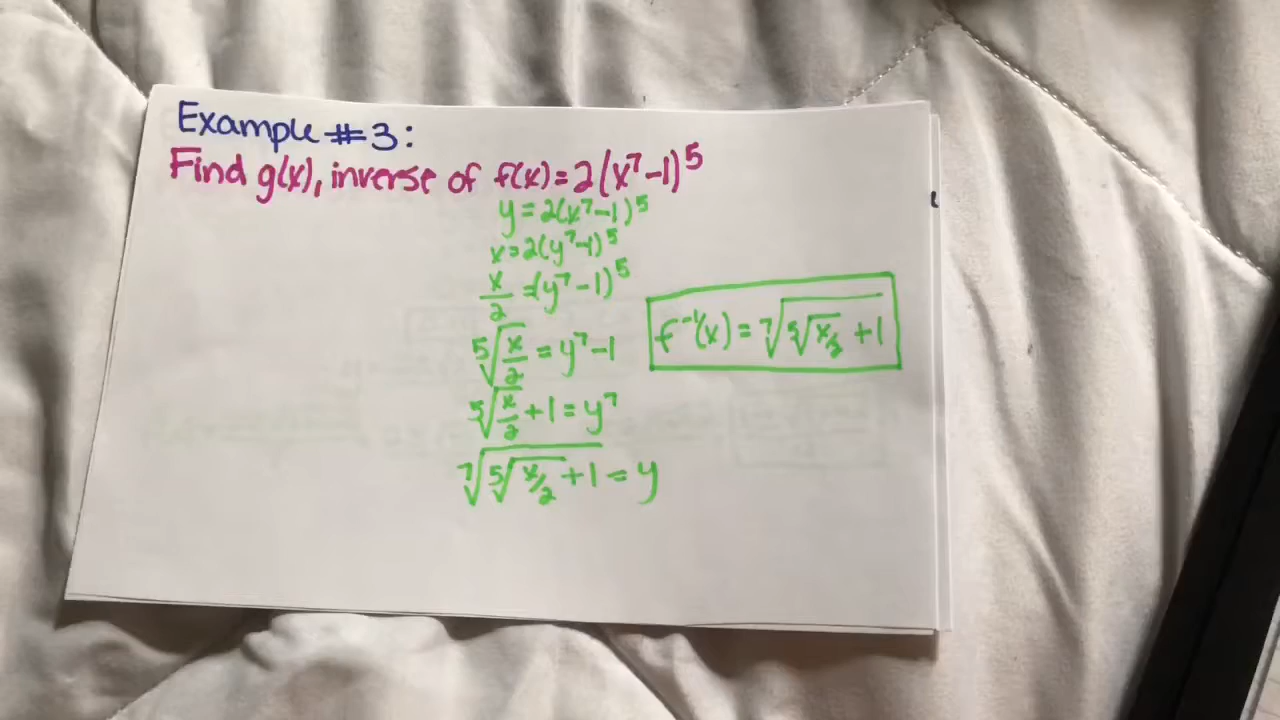 Example #3:
Find g(x), inverse of f(x)=2(x⁷-1)⁵
y=2(x⁷-1)⁵
x=2(y⁷-1)⁵
x/2=(y⁷-1)⁵
⁵√(x/2)=y⁷-1
⁵√(x/2)+1=y⁷
⁷√(⁵√(x/2)+1)=y
f⁻¹(x)=⁷√(⁵√(x/2)+1)